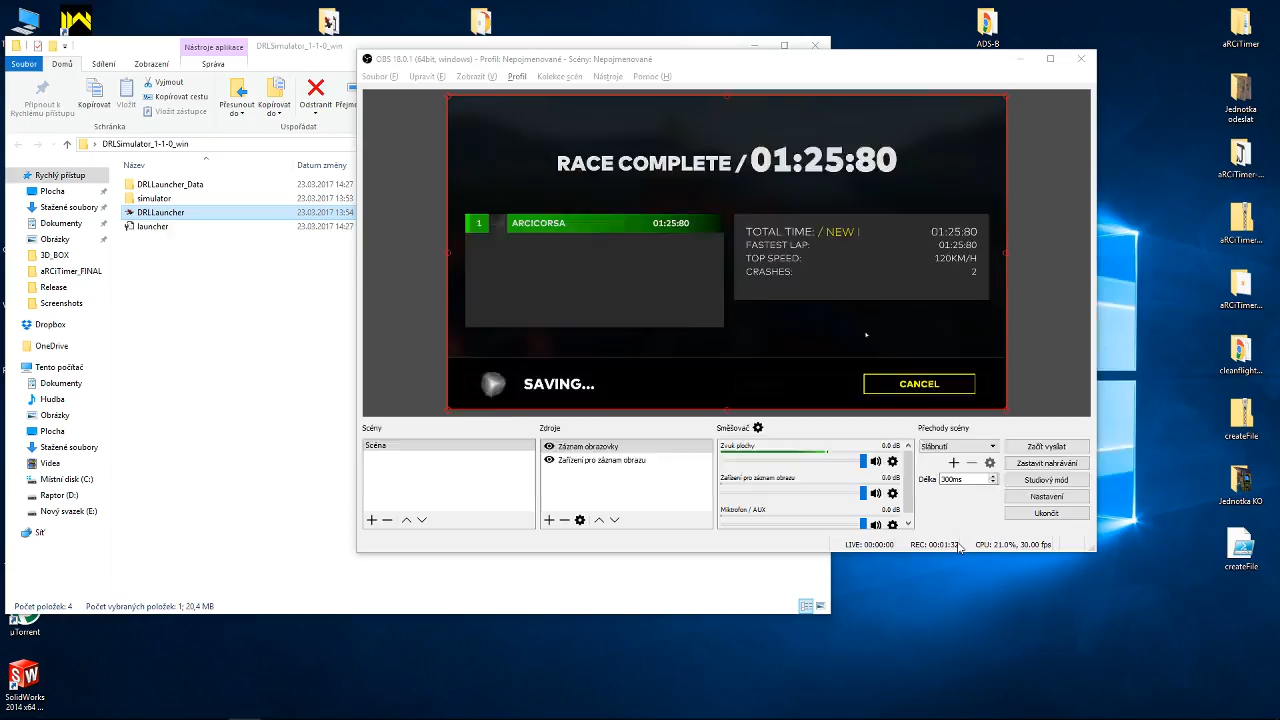 Nástroje aplikace
DRLSimulator_1-1-0_win
Soubor
Domů
Sdílení
Zobrazení
Správa
Připnout k
Rychlému přístupu
Kopírovat
Vložit
Vyjmout
Kopírovat cestu
Vložit zástupce
Schránka
Přesunout
do
Kopírovat
do
Odstranit
Přejme
Uspořádat
DRLSimulator_1-1-0_win
Název
Datum změny
DRLLauncher_Data
23.03.2017 14:27
simulator
23.03.2017 13:53
DRLLauncher
23.03.2017 13:54
launcher
23.03.2017 14:27
Rychlý přístup
Plocha
Stažené soubory
Dokumenty
Obrázky
3D_BOX
aRCiTimer_FINAL
Release
Screenshots
Dropbox
OneDrive
Tento počítač
Dokumenty
Hudba
Obrázky
Plocha
Stažené soubory
Videa
Místní disk (C:)
Raptor (D:)
Nový svazek (E:)
Síť
Počet položek: 4
Počet vybraných položek: 1; 20,4 MB
OBS 18.0.1 (64bit, windows) - Profil: Nepojmenované - Scény: Nepojmenované
Soubor (F)
Upravit (E)
Zobrazit (V)
Profil
Kolekce scén
Nástroje
Pomoc (H)
RACE COMPLETE / 01:25:80
1
ARCICORSA
01:25:80
TOTAL TIME: / NEW
01:25:80
FASTEST LAP:
01:25:80
TOP SPEED:
120KM/H
CRASHES:
2
SAVING...
CANCEL
Scény
Scéna
Zdroje
Záznam obrazovky
Zařízení pro záznam obrazu
Směšovač
Zvuk plochy
0.0 dB
Zařízení pro záznam obrazu
0.0 dB
Mikrofon / AUX
0.0 dB
Přechody scény
Slábnutí
Délka
300ms
Začít vysílat
Zastavit nahrávání
Studiový mód
Nastavení
Ukončit
LIVE: 00:00:00
REC: 00:01:32
CPU: 21.0%, 30.00 fps
ADS-B
aRCiTimer
Jednotka
odeslat
aRCiTimer-...
aRCiTimer...
aRCiTimer...
cleanflight...
createFile
Jednotka KO
createFile
µTorrent
SW
SolidWorks
2014 x64 ...